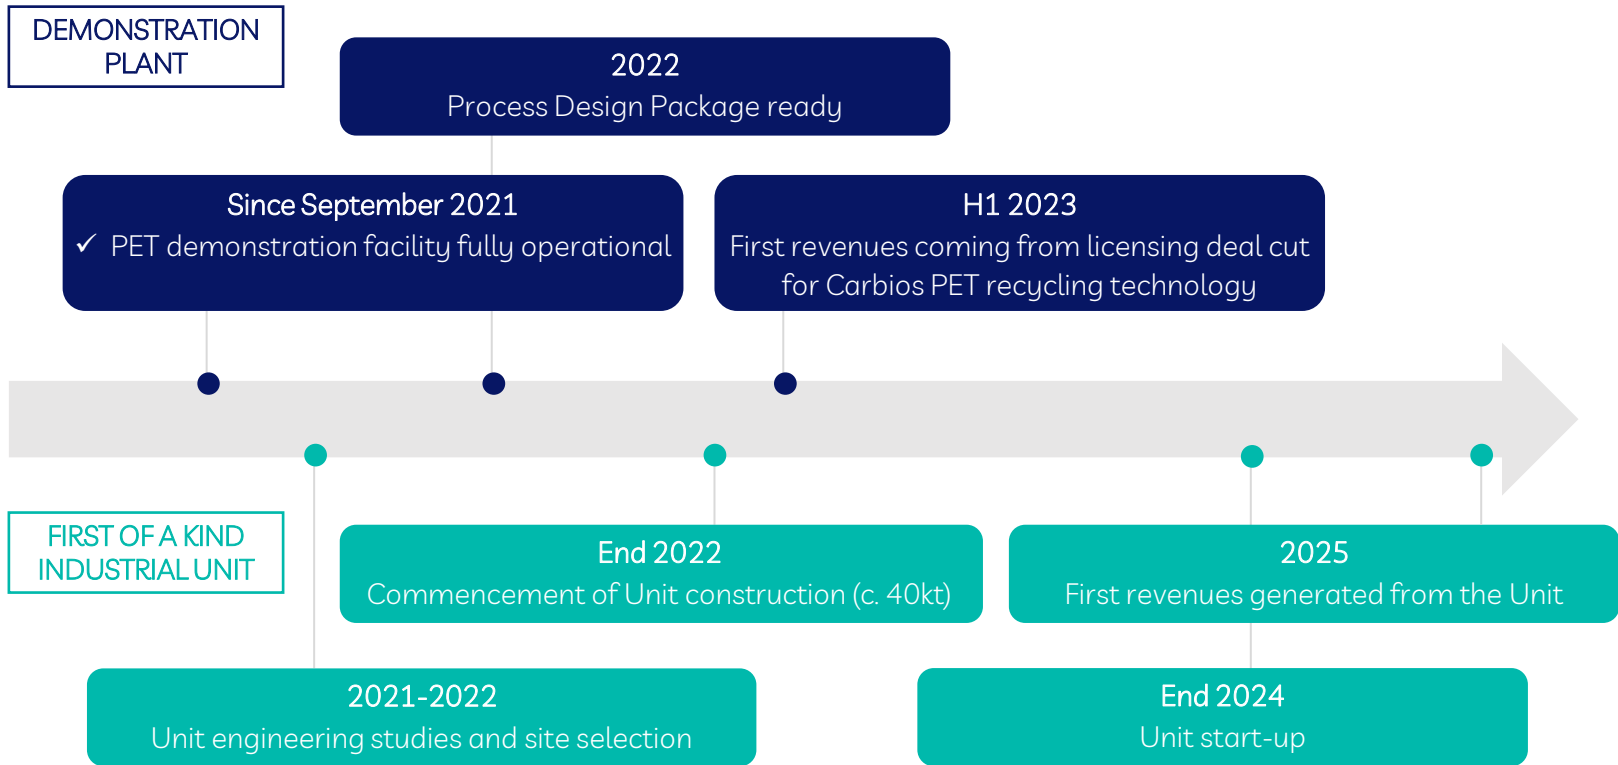 DEMONSTRATION
PLANT
2022
Process Design Package ready
Since September 2021
✓ PET demonstration facility fully operational
H1 2023
First revenues coming from licensing deal cut
for Carbios PET recycling technology
FIRST OF A KIND
INDUSTRIAL UNIT
End 2022
Commencement of Unit construction (c. 40kt)
2025
First revenues generated from the Unit
2021-2022
Unit engineering studies and site selection
End 2024
Unit start-up